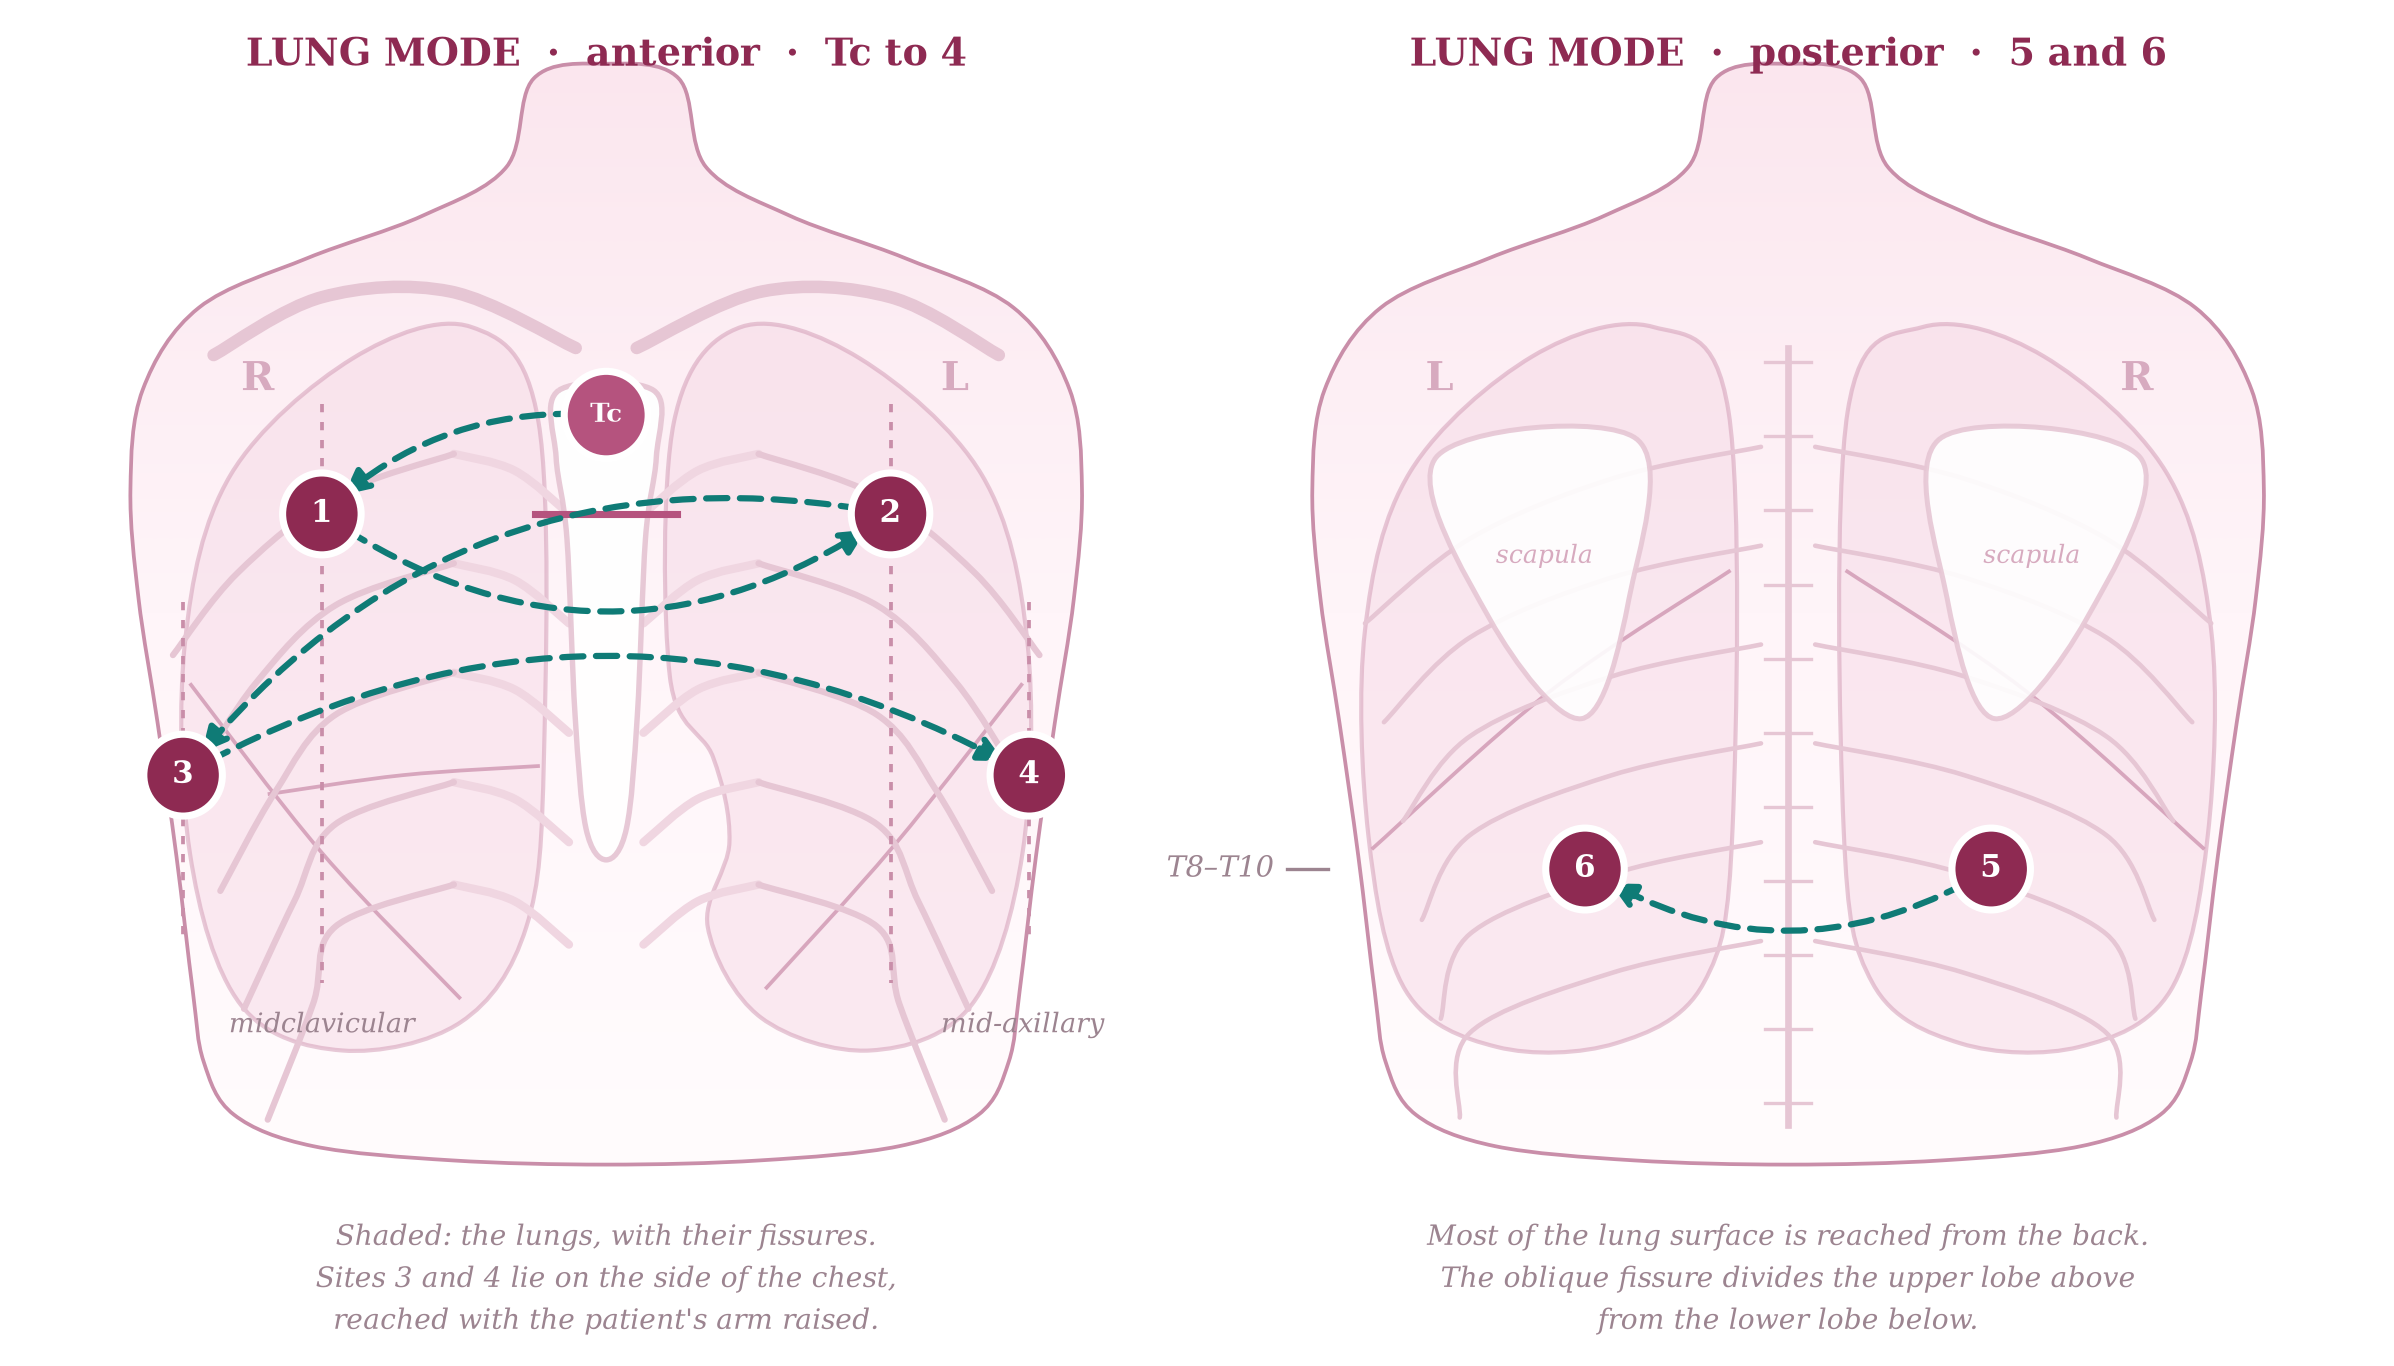 LUNG MODE · anterior · Tc to 4
R
L
Tc
1
2
3
4
midclavicular
mid-axillary
Shaded: the lungs, with their fissures.
Sites 3 and 4 lie on the side of the chest,
reached with the patient's arm raised.
LUNG MODE · posterior · 5 and 6
L
R
scapula
scapula
T8–T10
6
5
Most of the lung surface is reached from the back.
The oblique fissure divides the upper lobe above
from the lower lobe below.